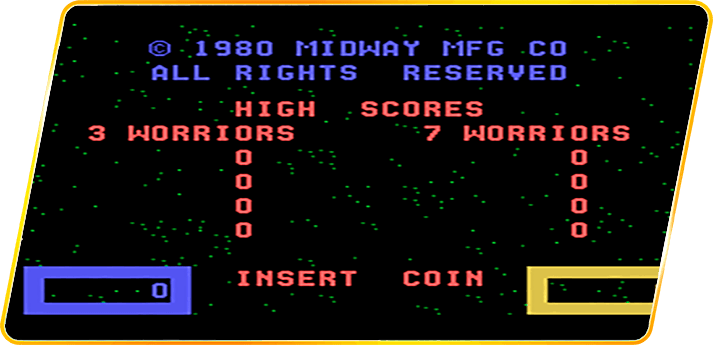 © 1980 MIDWAY MFG CO
ALL RIGHTS RESERVED
HIGH SCORES
3 WORRIORS 7 WORRIORS
0 0
0 0
0 0
0 0
INSERT COIN
0